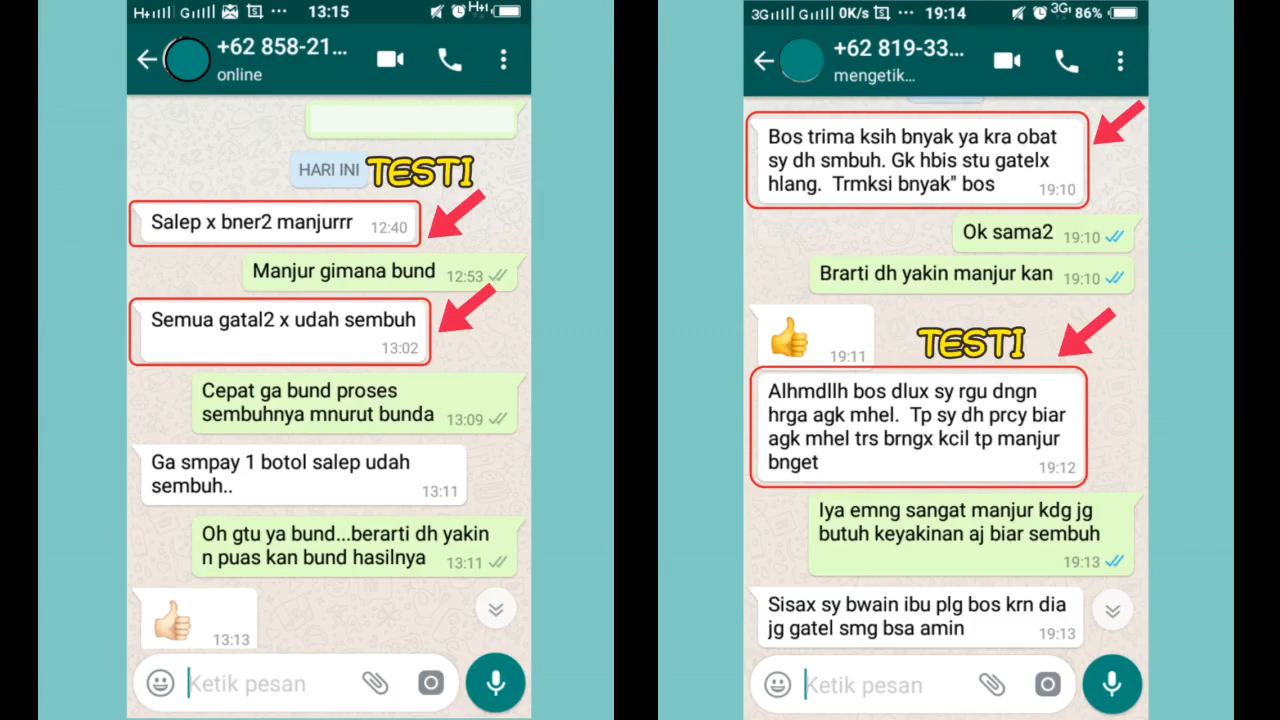 H+ G ... 13:15 H+
+62 858-21...
online
HARI INI
TESTI
Salep x bner2 manjurrr 12:40
Manjur gimana bund 12:53
Semua gatal2 x udah sembuh
13:02
Cepat ga bund proses
sembuhnya mnurut bunda 13:09
Ga smpay 1 botol salep udah
sembuh.. 13:11
Oh gtu ya bund...berarti dh yakin
n puas kan bund hasilnya 13:11
👍 13:13
Ketik pesan
3G G 0K/s ... 19:14 3G 86%
+62 819-33...
mengetik...
Bos trima ksih bnyak ya kra obat
sy dh smbuh. Gk hbis stu gatelx
hlang. Trmksi bnyak" bos 19:10
Ok sama2 19:10
Brarti dh yakin manjur kan 19:10
👍 19:11
TESTI
Alhmdllh bos dlux sy rgu dngn
hrga agk mhel. Tp sy dh prcy biar
agk mhel trs brngx kcil tp manjur
bnget 19:12
Iya emng sangat manjur kdg jg
butuh keyakinan aj biar sembuh
19:13
Sisax sy bwain ibu plg bos krn dia
jg gatel smg bsa amin 19:13
Ketik pesan